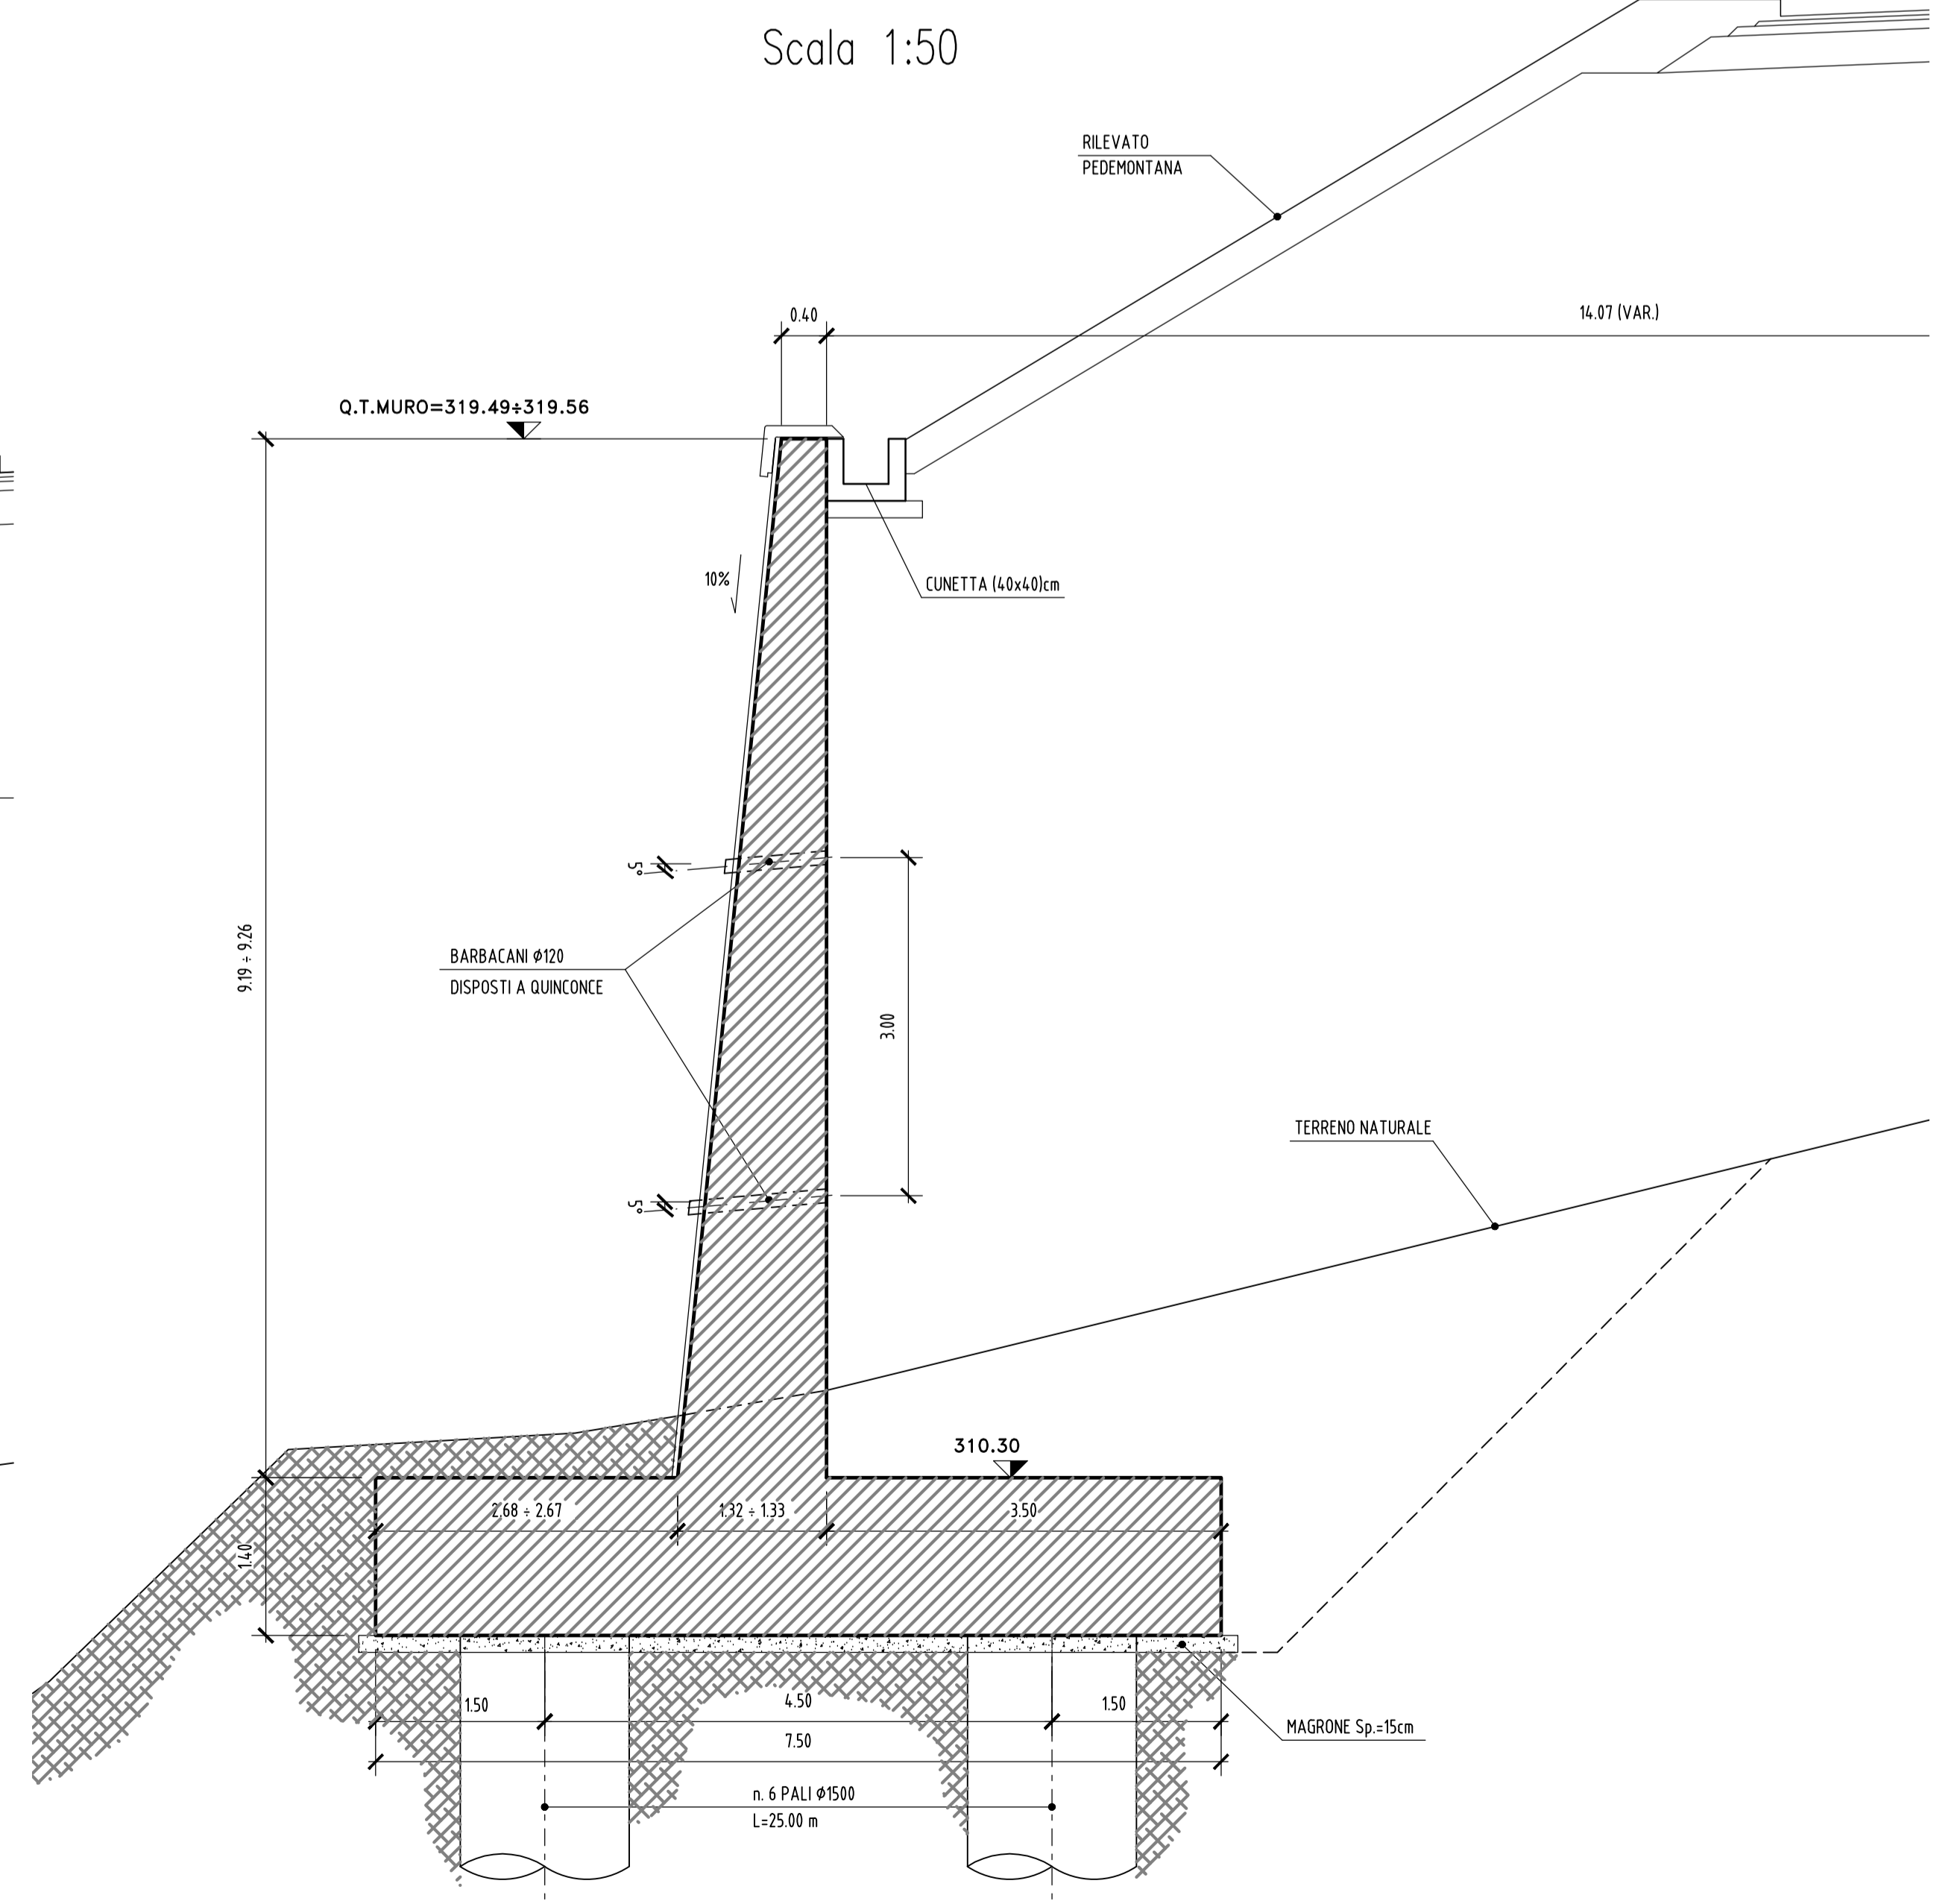 Scala 1:50
RILEVATO
PEDEMONTANA
0.40
14.07 (VAR.)
Q.T.MURO=319.49÷319.56
10%
CUNETTA (40x40)cm
5°
9.19 ÷ 9.26
BARBACANI ϕ120
DISPOSTI A QUINCONCE
3.00
TERRENO NATURALE
5°
310.30
2.68 ÷ 2.67
1.32 ÷ 1.33
3.50
1.40
1.50
4.50
1.50
7.50
MAGRONE Sp.=15cm
n. 6 PALI ϕ1500
L=25.00 m